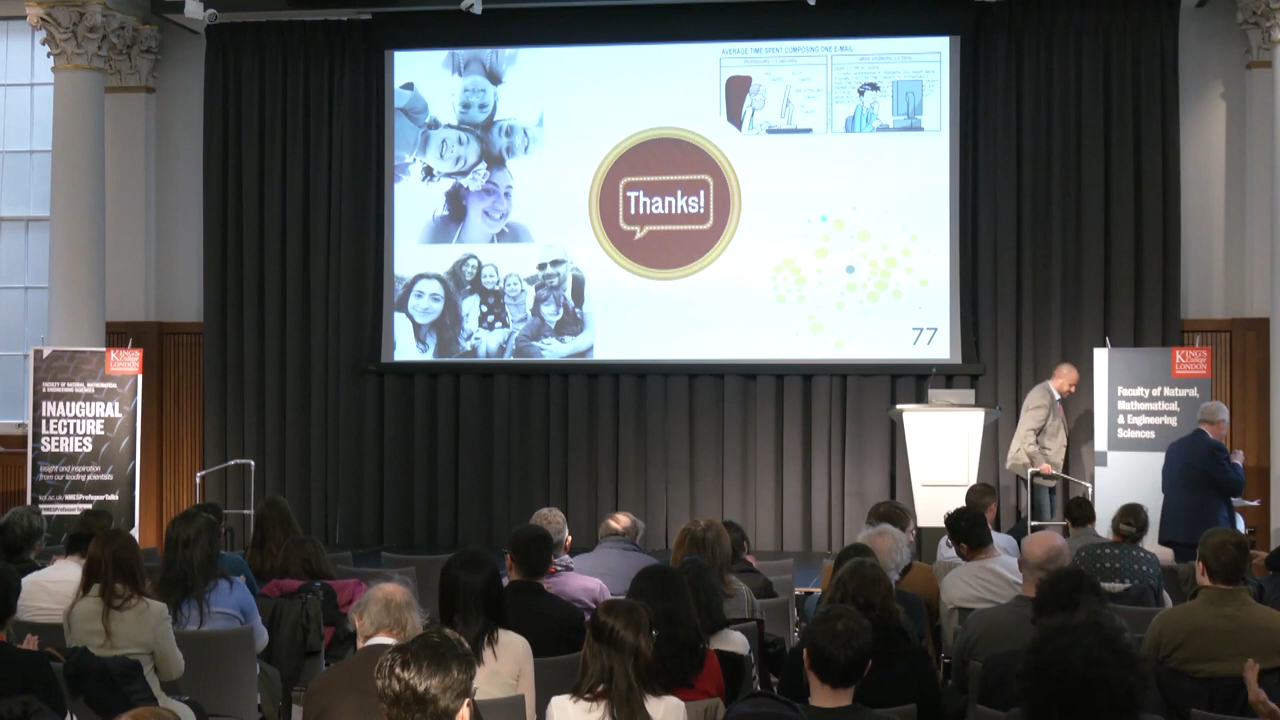 AVERAGE TIME SPENT COMPOSING ONE E-MAIL
Thanks!
77
KING'S
College
LONDON
FACULTY OF NATURAL, MATHEMATICAL
& ENGINEERING SCIENCES
INAUGURAL
LECTURE
SERIES
Insight and inspiration
from our leading scientists
KING'S
College
LONDON
Faculty of Natural,
Mathematical,
& Engineering
Sciences